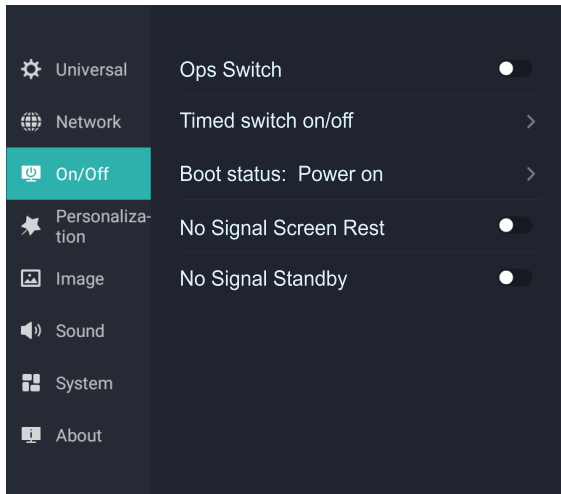 Universal
Network
On/Off
Personaliza-
tion
Image
Sound
System
About
Ops Switch
Timed switch on/off
Boot status: Power on
No Signal Screen Rest
No Signal Standby